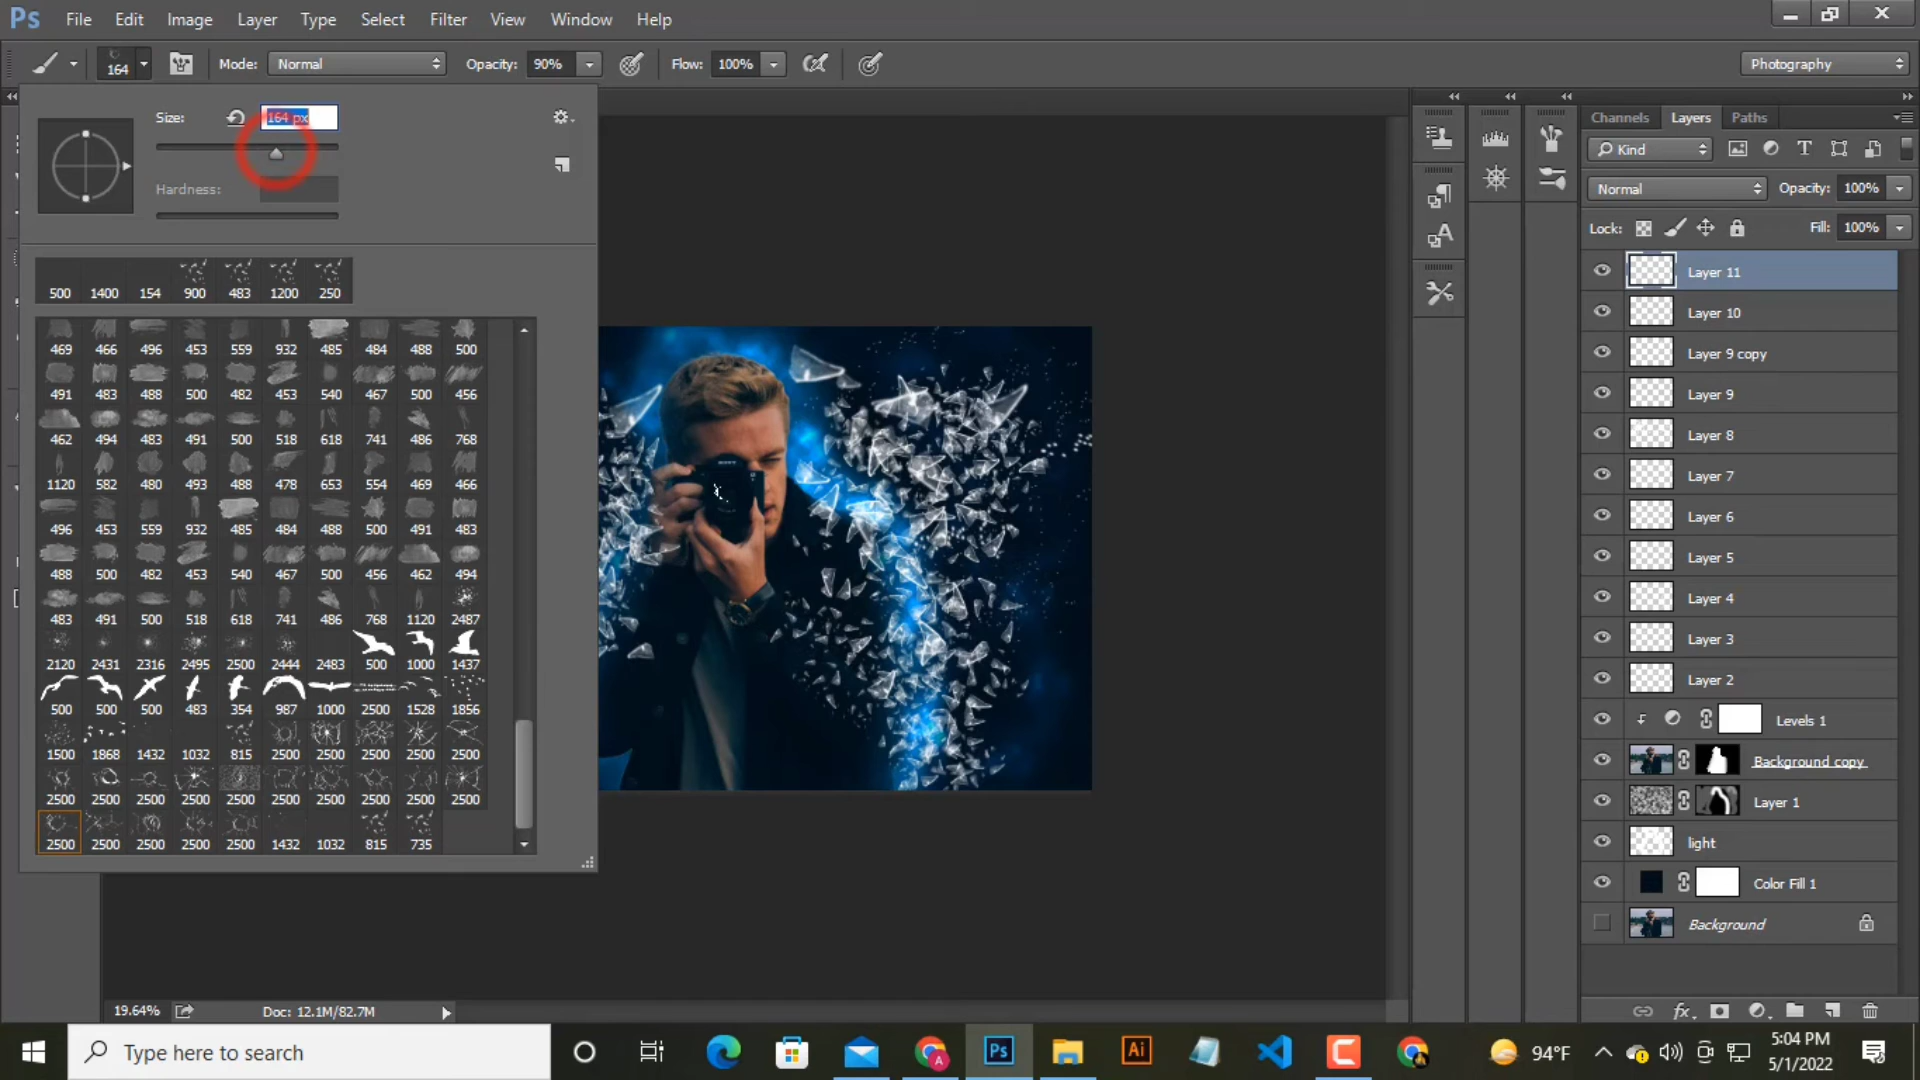 Ps File Edit Image Layer Type Select Filter View Window Help
164 Mode: Normal Opacity: 90% Flow: 100% Photography
Size: 164 px
Hardness:
500 1400 154 900 483 1200 250
469 466 496 453 559 932 485 484 488 500
491 483 488 500 482 453 540 467 500 456
462 494 483 491 500 518 618 741 486 768
1120 582 480 493 488 478 653 554 469 466
496 453 559 932 485 484 488 500 491 483
488 500 482 453 540 467 500 456 462 494
483 491 500 518 618 741 486 768 1120 2487
2120 2431 2316 2495 2500 2444 2483 500 1000 1437
500 500 500 483 354 987 1000 2500 1528 1856
1500 1868 1432 1032 815 2500 2500 2500 2500 2500
2500 2500 2500 2500 2500 2500 2500 2500 2500 2500
2500 2500 2500 2500 2500 1432 1032 815 735
Channels Layers Paths
Kind
Normal Opacity: 100%
Lock: Fill: 100%
Layer 11
Layer 10
Layer 9 copy
Layer 9
Layer 8
Layer 7
Layer 6
Layer 5
Layer 4
Layer 3
Layer 2
Levels 1
Background copy
Layer 1
light
Color Fill 1
Background
19.64% Doc: 12.1M/82.7M
Type here to search
Ps Ai
94°F
5:04 PM
5/1/2022